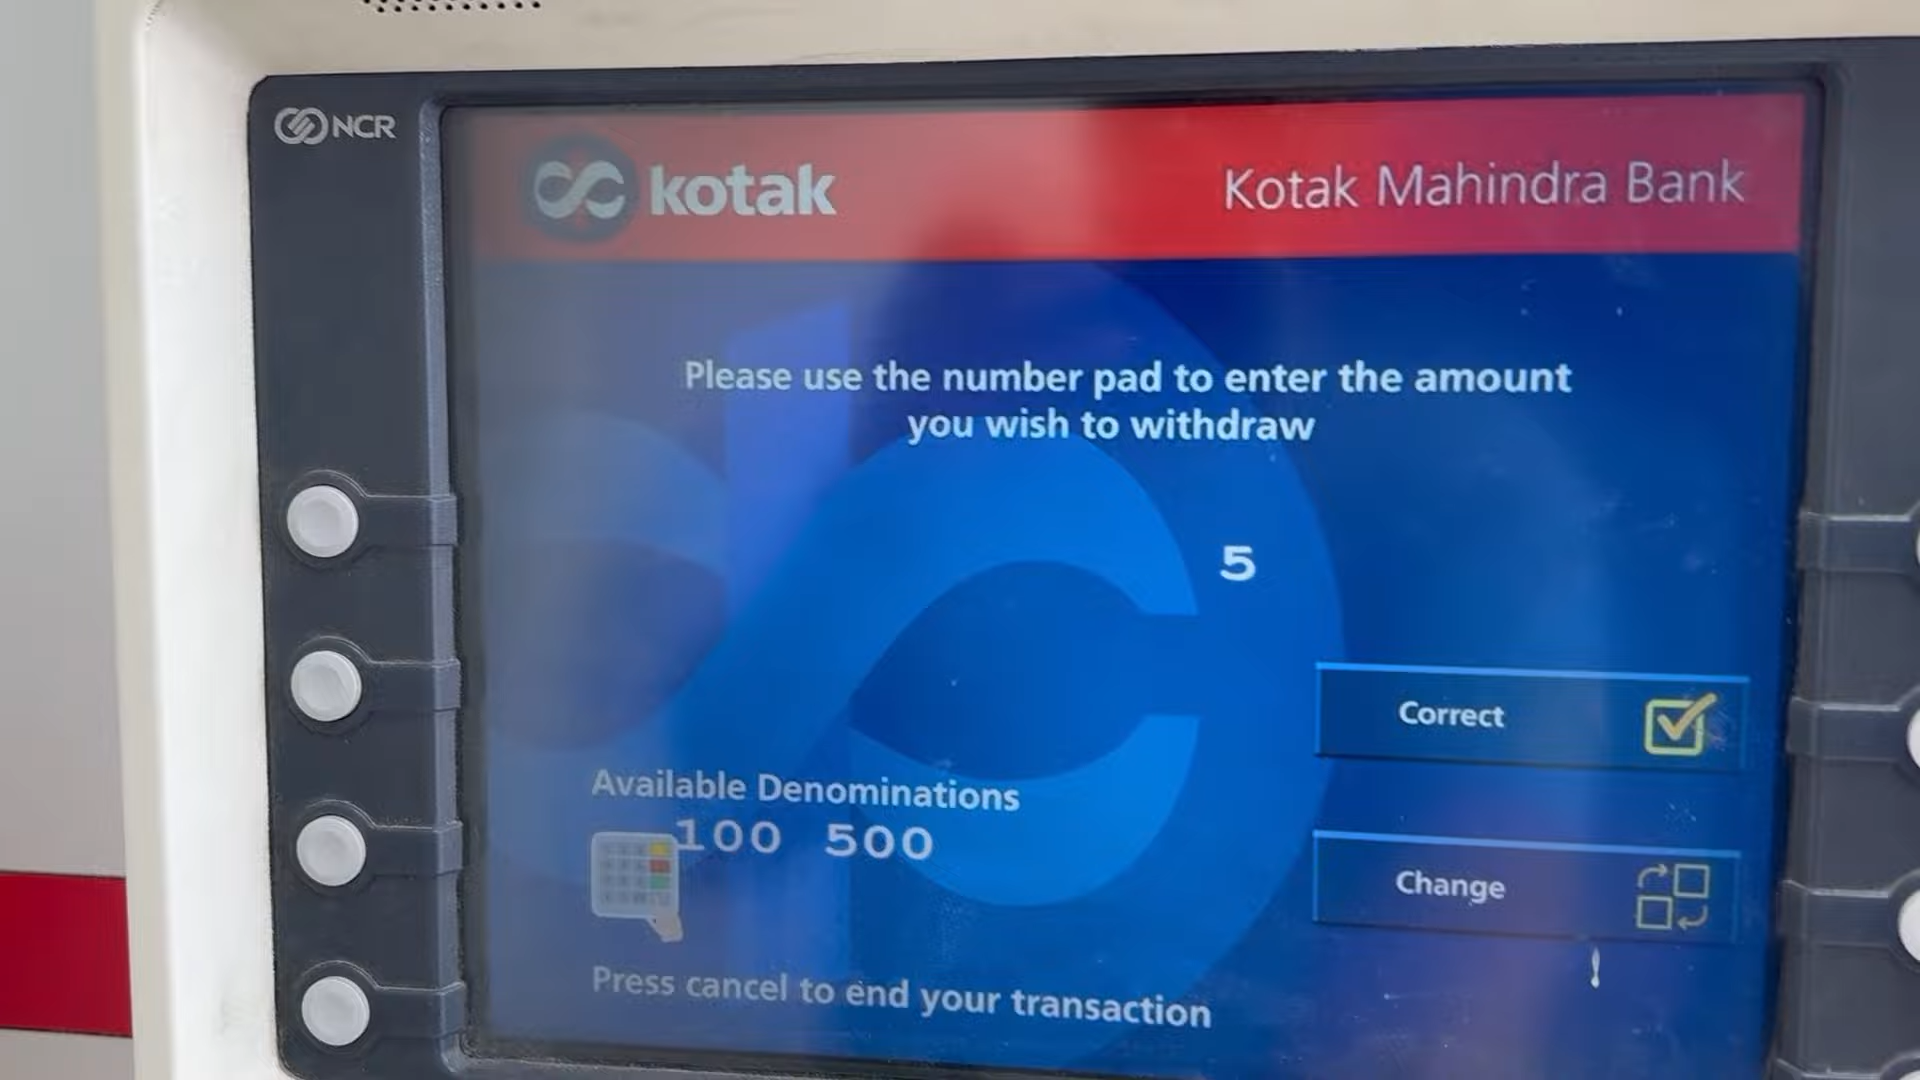 NCR
kotak
Kotak Mahindra Bank
Please use the number pad to enter the amount
you wish to withdraw
5
Correct
Available Denominations
100 500
Change
Press cancel to end your transaction